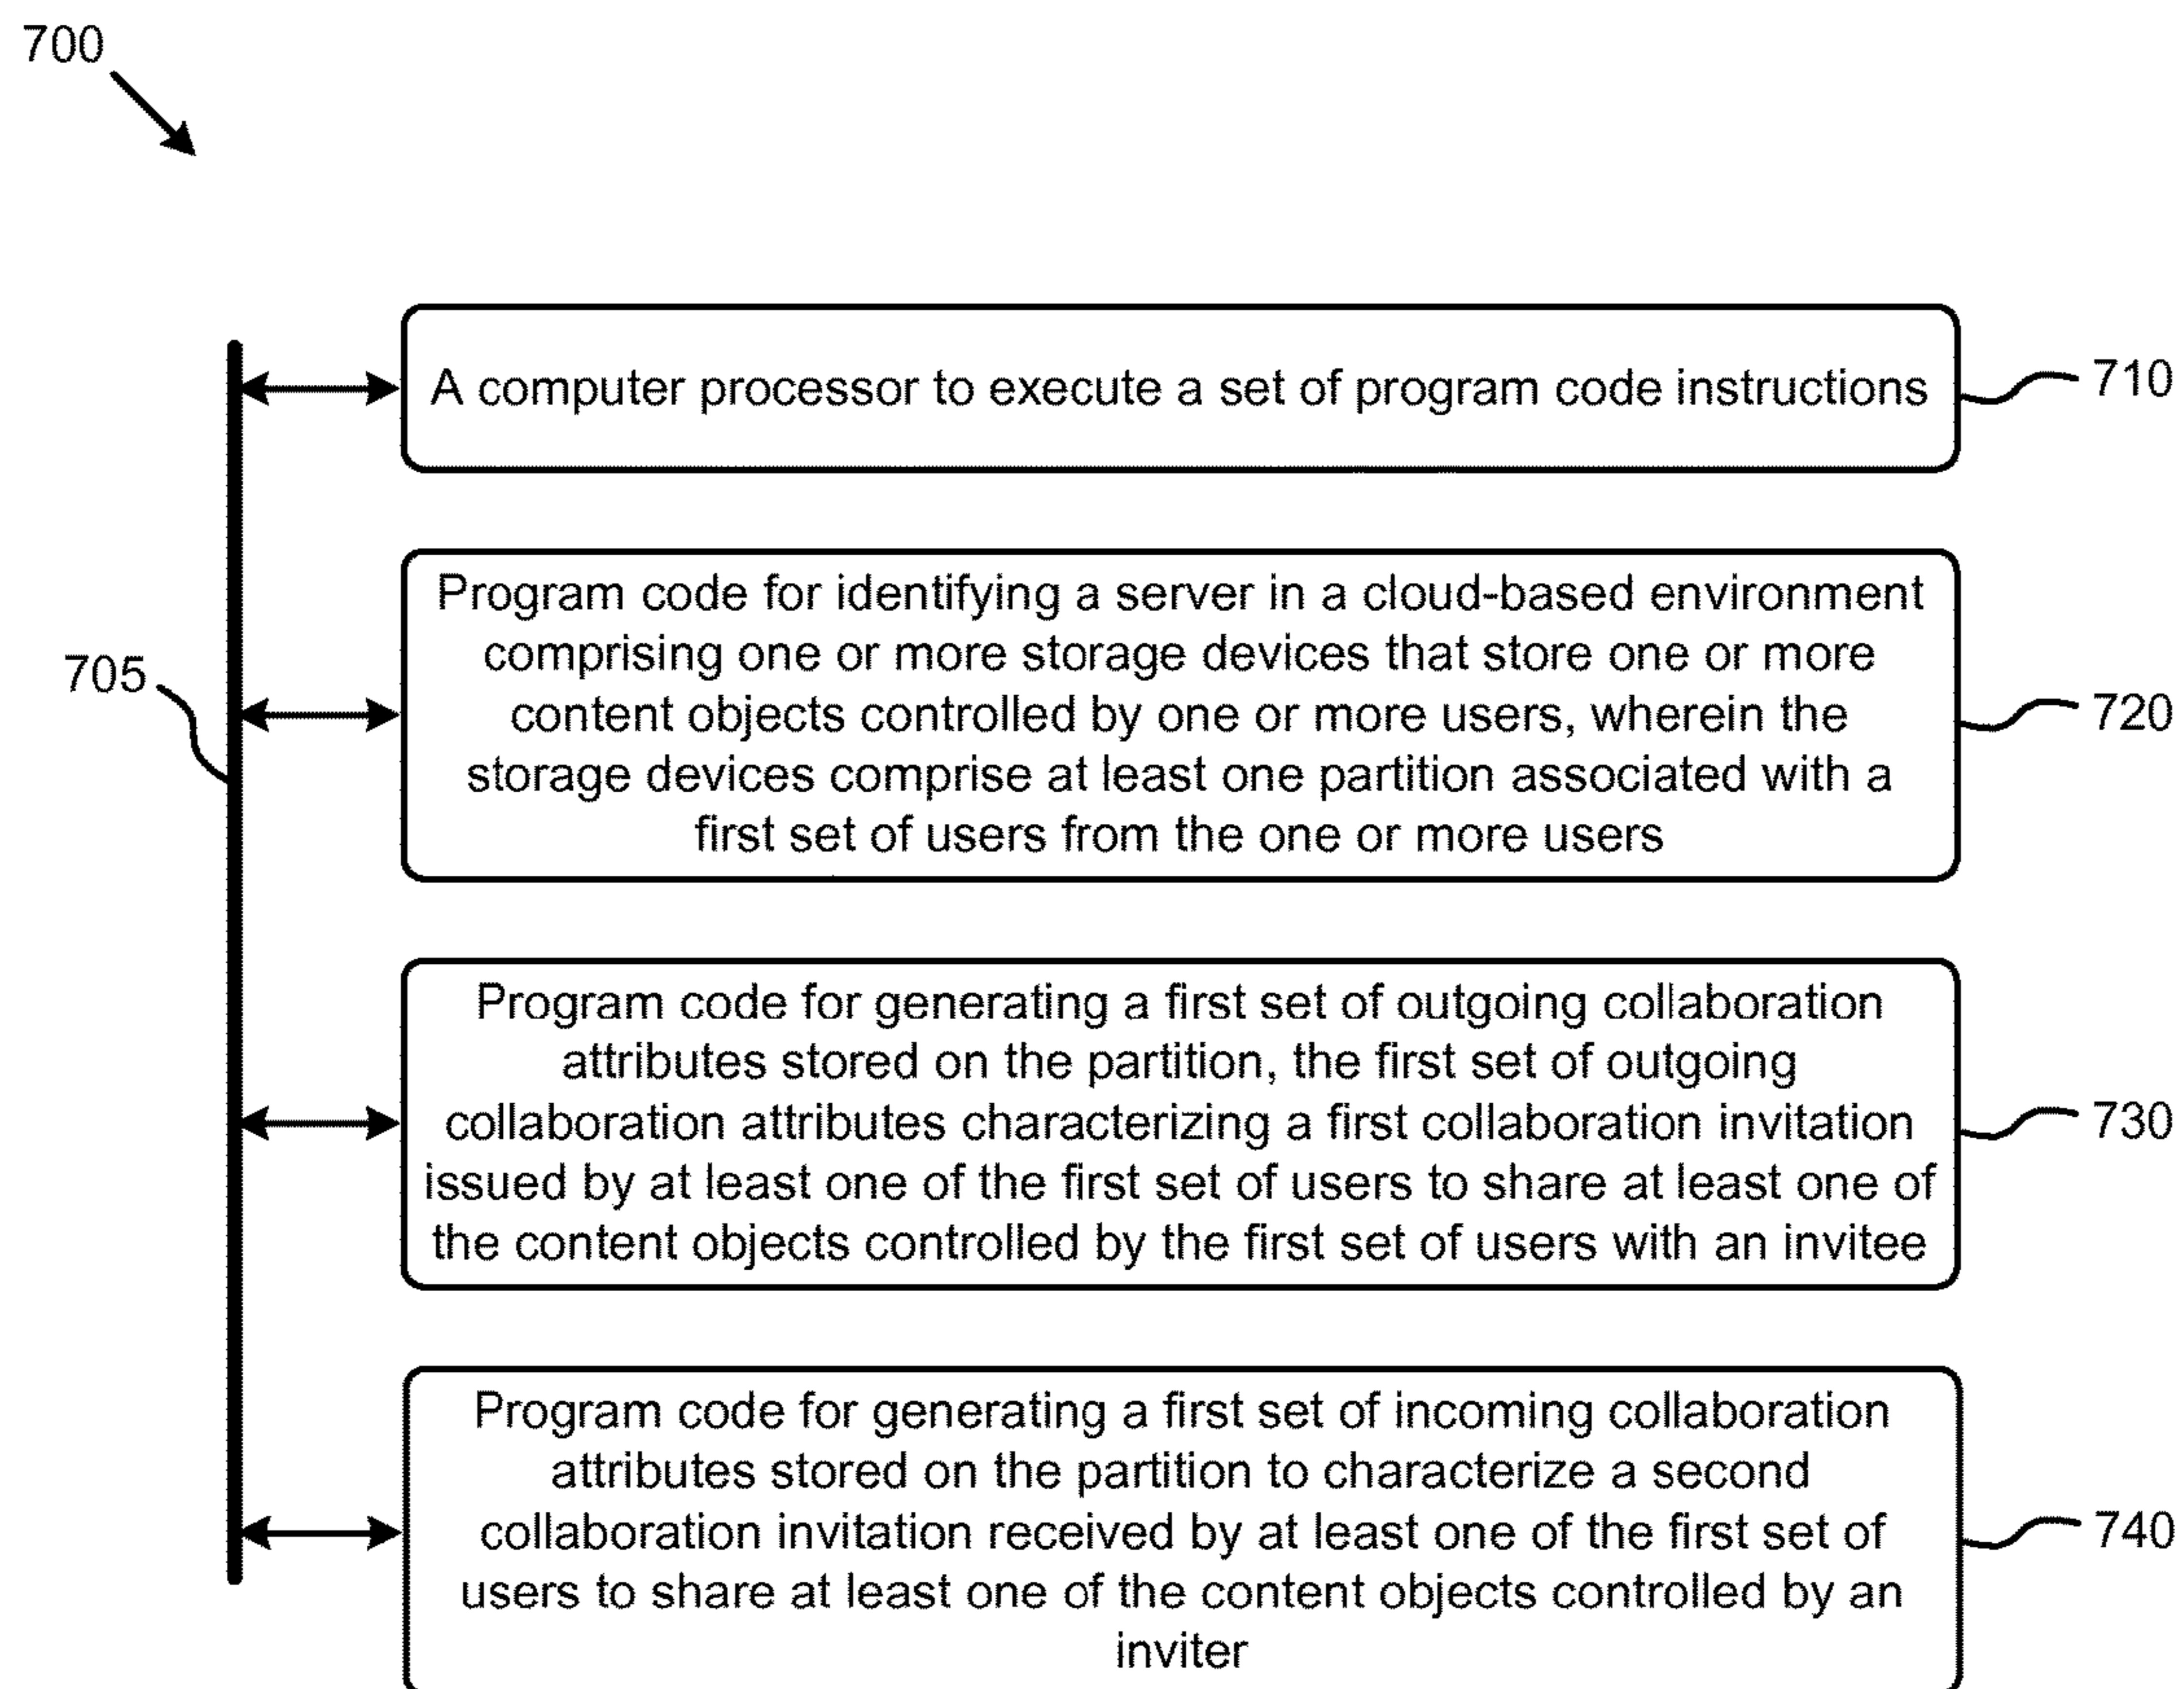 700
A computer processor to execute a set of program code instructions
710
Program code for identifying a server in a cloud-based environment
comprising one or more storage devices that store one or more
content objects controlled by one or more users, wherein the
storage devices comprise at least one partition associated with a
first set of users from the one or more users
705
720
Program code for generating a first set of outgoing collaboration
attributes stored on the partition, the first set of outgoing
collaboration attributes characterizing a first collaboration invitation
issued by at least one of the first set of users to share at least one of
the content objects controlled by the first set of users with an invitee
730
Program code for generating a first set of incoming collaboration
attributes stored on the partition to characterize a second
collaboration invitation received by at least one of the first set of
users to share at least one of the content objects controlled by an
inviter
740